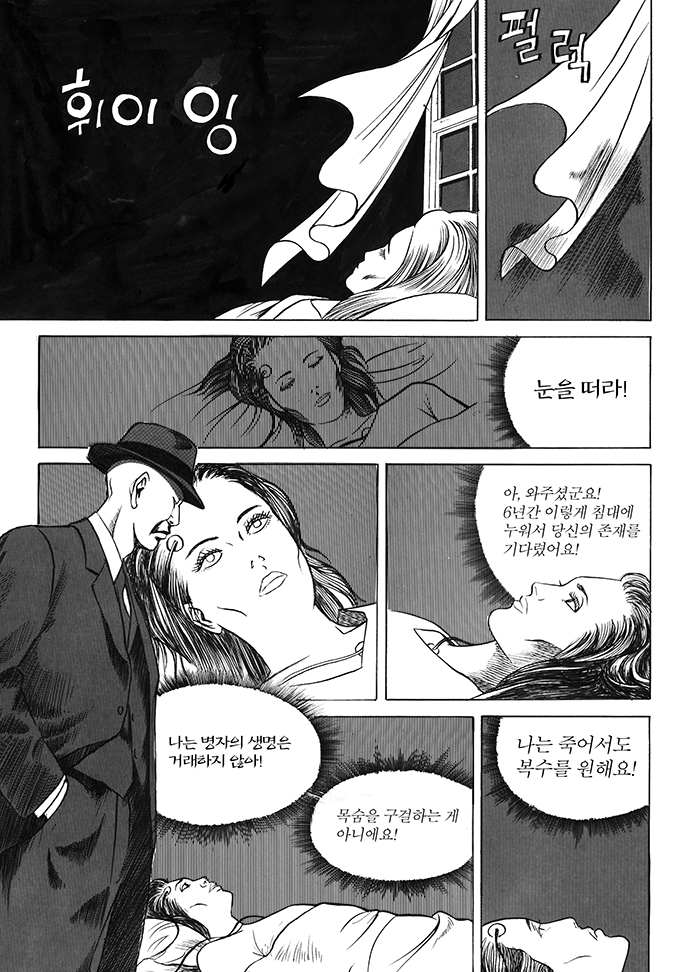 휘이잉
펄럭
눈을 떠라!
아, 와주셨군요!
6년간 이렇게 침대에
누워서 당신의 존재를
기다렸어요!
나는 병자의 생명은
거래하지 않아!
목숨을 구걸하는 게
아니에요!
나는 죽어서도
복수를 원해요!